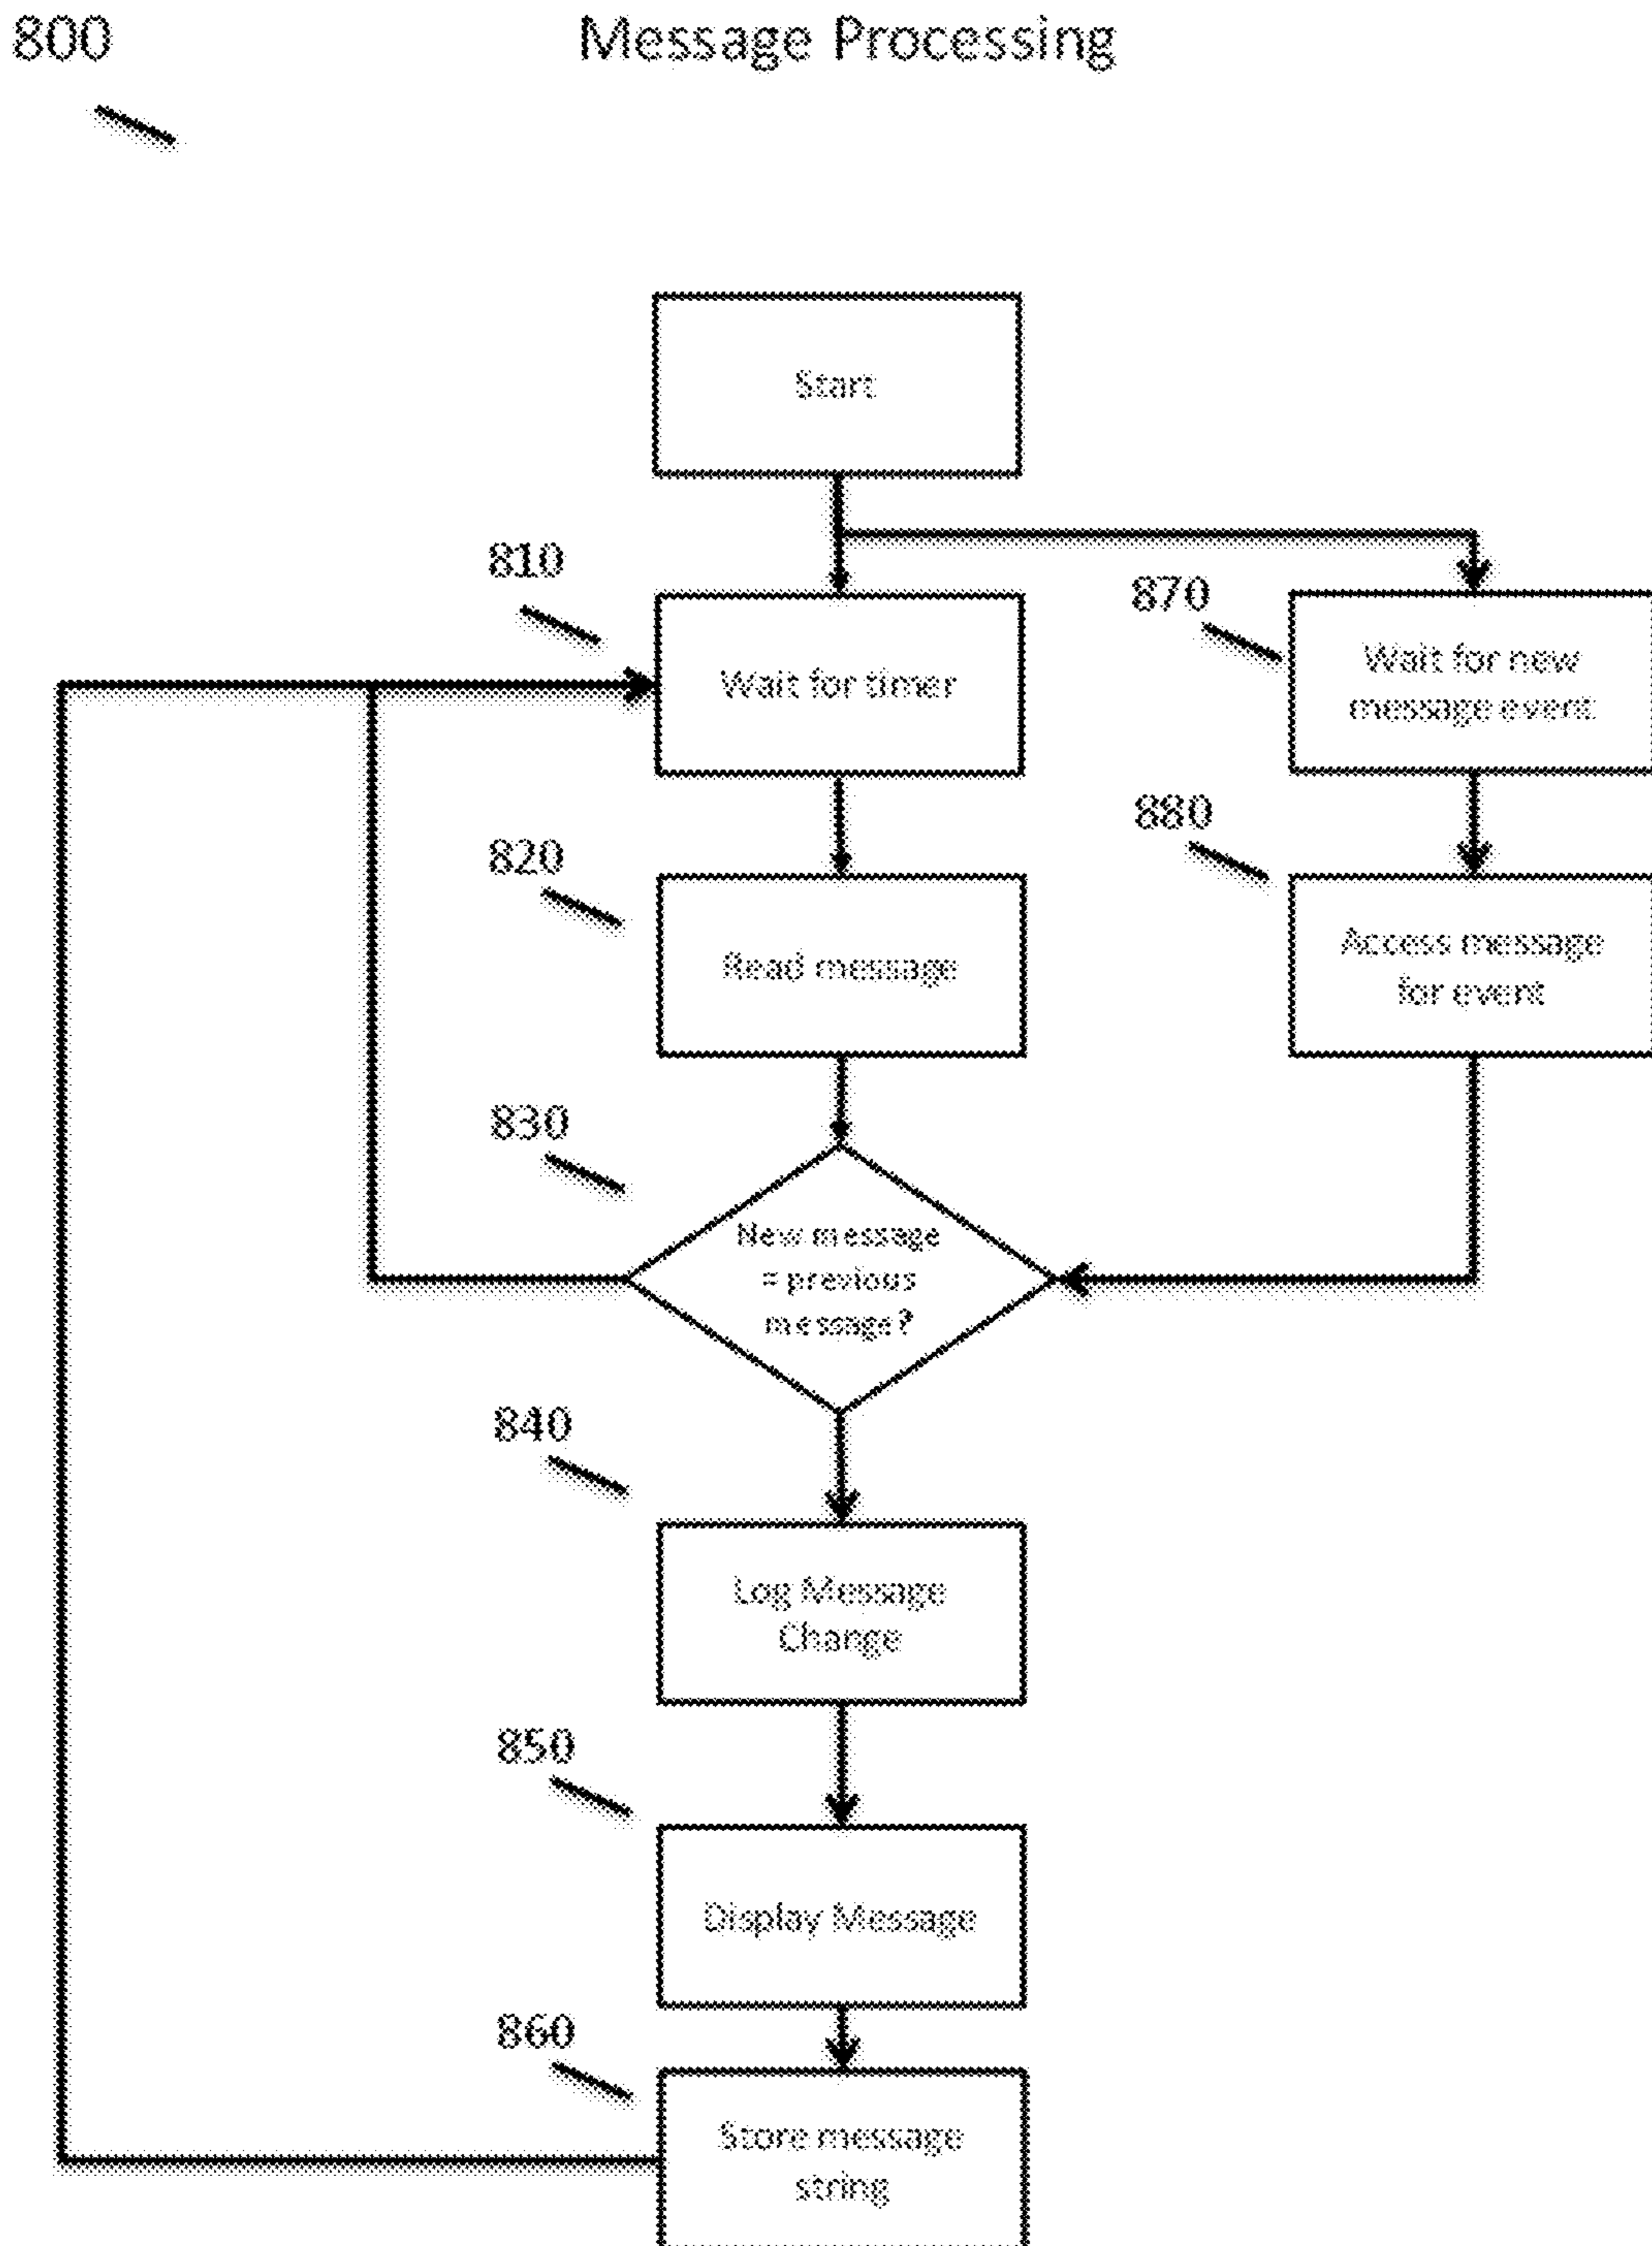 800
Message Processing
Start
810
Wait for timer
870
Wait for new
message event
820
Read message
880
Access message
for event
830
New message
= previous
message?
840
Log Message
Change
850
Display Message
860
Store message
string